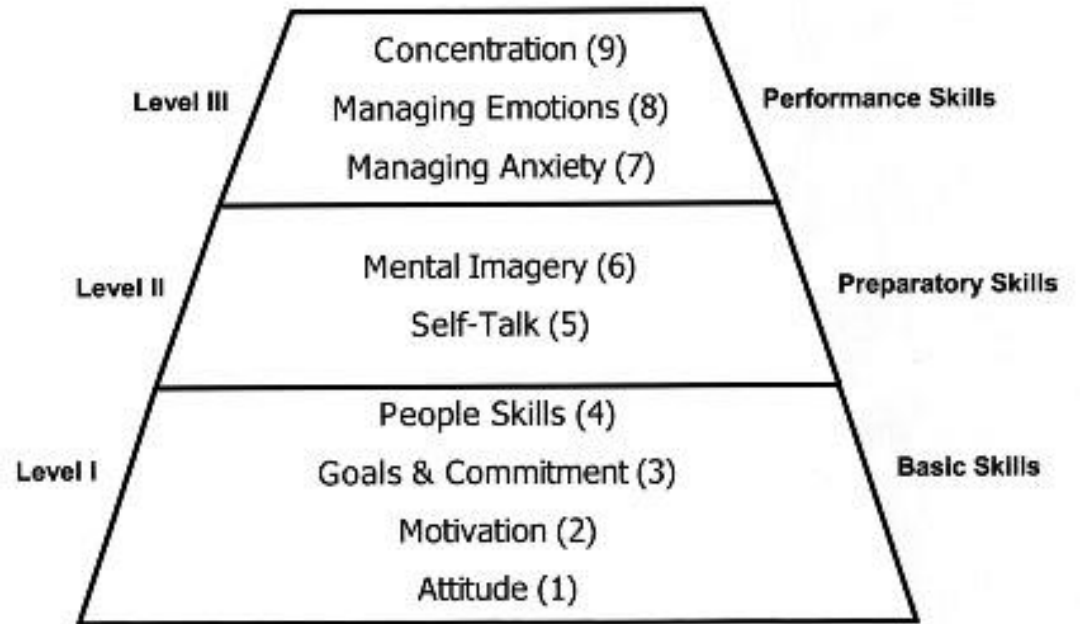 Concentration (9)
Level III
Managing Emotions (8)
Performance Skills
Managing Anxiety (7)
Mental Imagery (6)
Level II
Preparatory Skills
Self-Talk (5)
People Skills (4)
Level I
Goals & Commitment (3)
Basic Skills
Motivation (2)
Attitude (1)